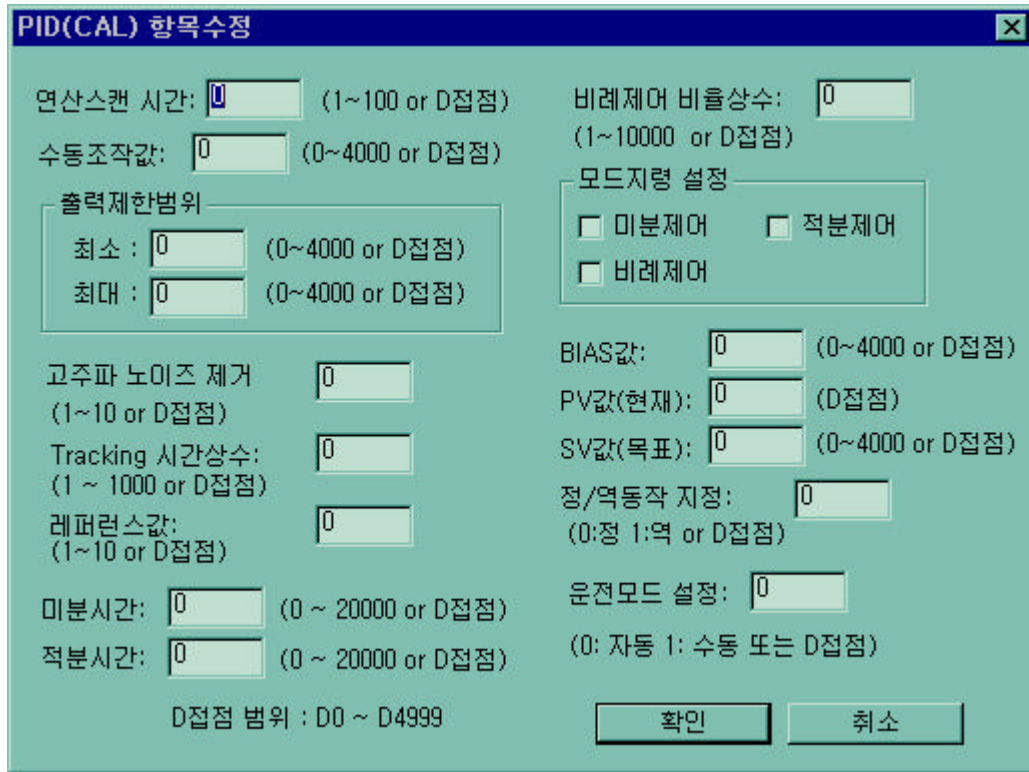 PID(CAL) 항목수정
연산스캔 시간: 0 (1~100 or D접점)
수동조작값: 0 (0~4000 or D접점)
출력제한범위
최소 : 0 (0~4000 or D접점)
최대 : 0 (0~4000 or D접점)
고주파 노이즈 제거 0
(1~10 or D접점)
Tracking 시간상수: 0
(1 ~ 1000 or D접점)
레퍼런스값: 0
(1~10 or D접점)
미분시간: 0 (0 ~ 20000 or D접점)
적분시간: 0 (0 ~ 20000 or D접점)
D접점 범위 : D0 ~ D4999
비례제어 비율상수: 0
(1~10000 or D접점)
모드지령 설정
미분제어 적분제어
비례제어
BIAS값: 0 (0~4000 or D접점)
PV값(현재): 0 (D접점)
SV값(목표): 0 (0~4000 or D접점)
정/역동작 지정: 0
(0:정 1:역 or D접점)
운전모드 설정: 0
(0: 자동 1: 수동 또는 D접점)
확인 취소